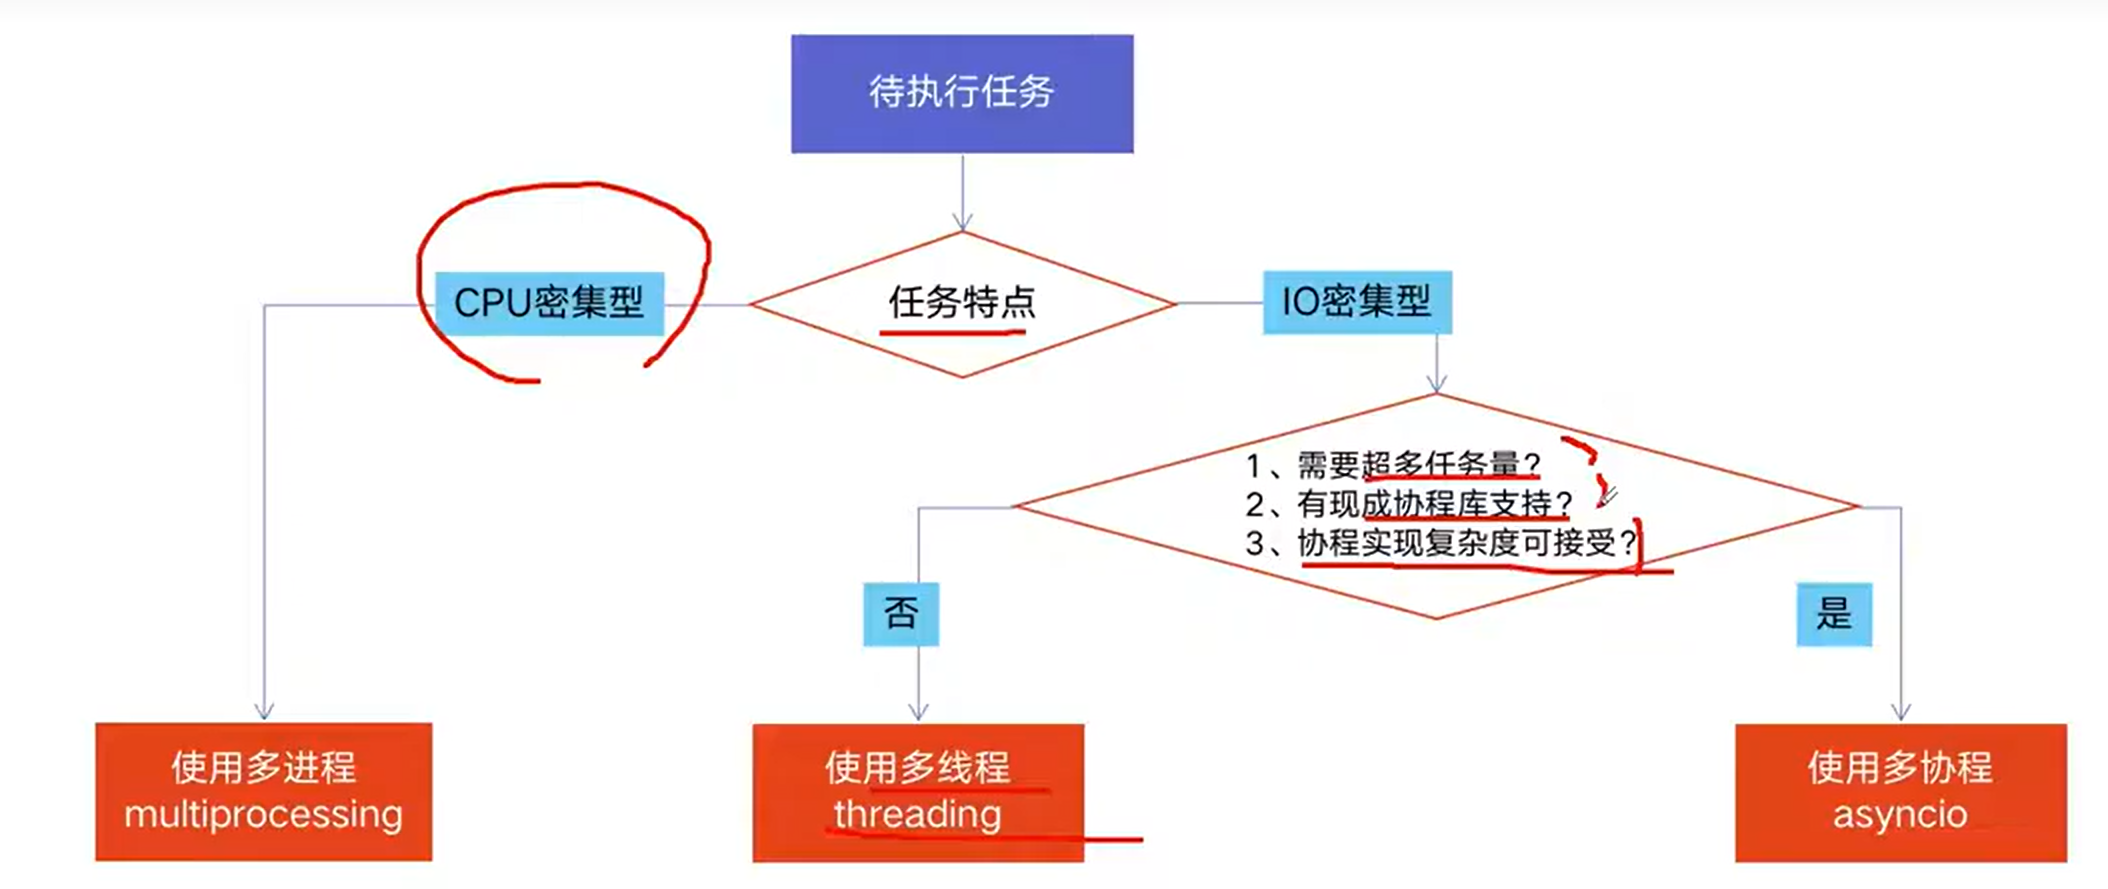 待执行任务
CPU密集型
任务特点
IO密集型
1、需要超多任务量?
2、有现成协程库支持?
3、协程实现复杂度可接受?
否
是
使用多进程
multiprocessing
使用多线程
threading
使用多协程
asyncio